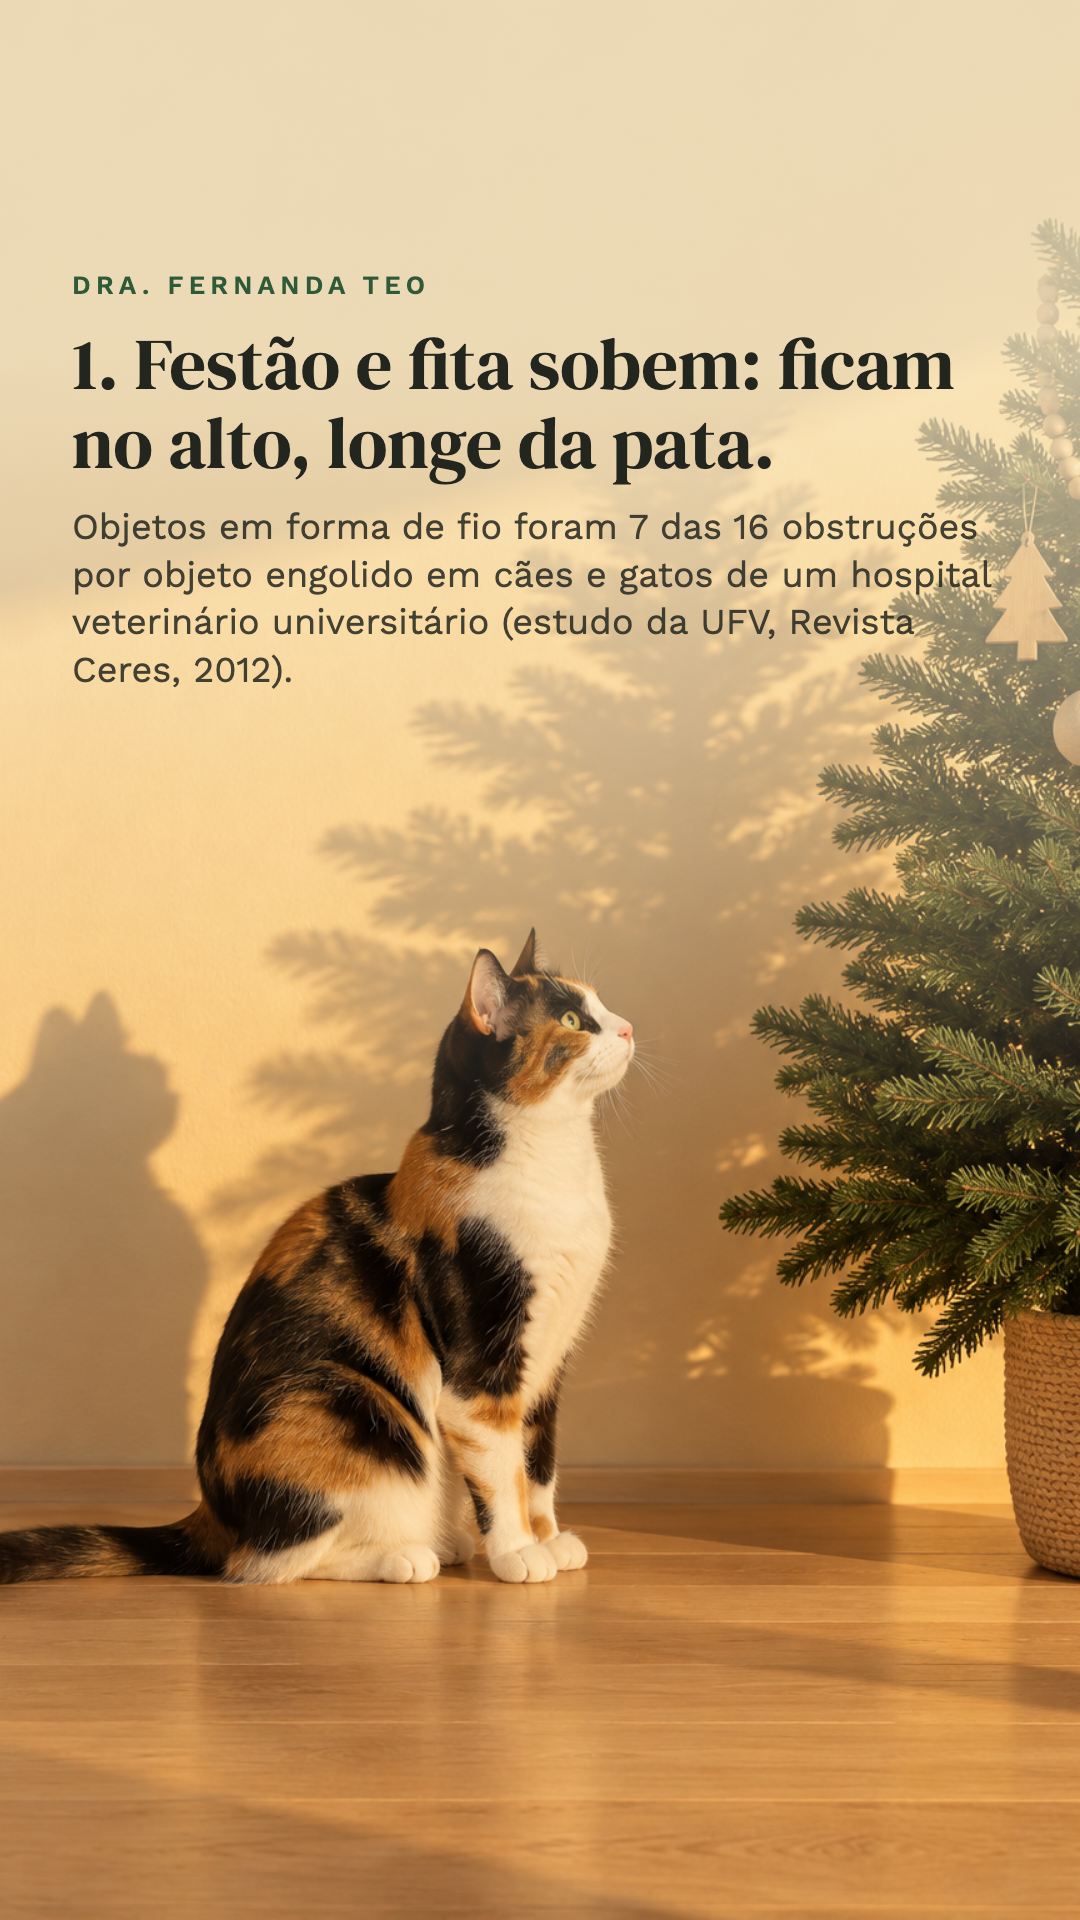 DRA. FERNANDA TEO
1. Festão e fita sobem: ficam
no alto, longe da pata.
Objetos em forma de fio foram 7 das 16 obstruções
por objeto engolido em cães e gatos de um hospital
veterinário universitário (estudo da UFV, Revista
Ceres, 2012).